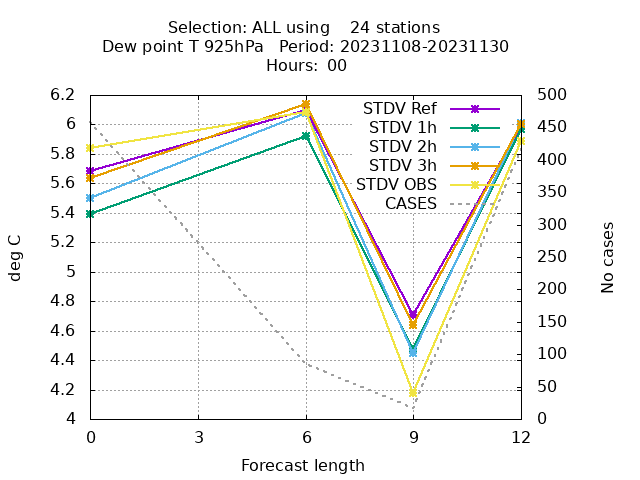 Selection: ALL using    24 stations
Dew point T 925hPa   Period: 20231108-20231130
Hours:  00
6.2
6
5.8
5.6
5.4
5.2
5
4.8
4.6
4.4
4.2
4
500
450
400
350
300
250
200
150
100
50
0
STDV Ref
STDV 1h
STDV 2h
STDV 3h
STDV OBS
CASES
deg C
No cases
0 3 6 9 12
Forecast length